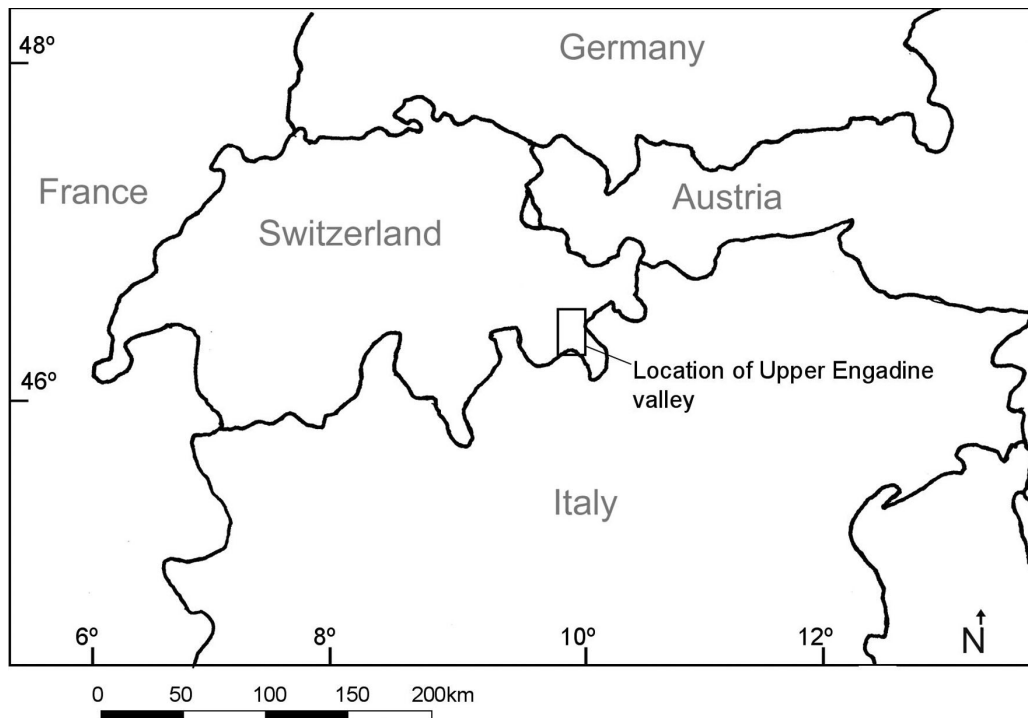 48º
Germany
France
Austria
Switzerland
Location of Upper Engadine
valley
46º
Italy
6º
8º
10º
12º
N
0
50
100
150
200km